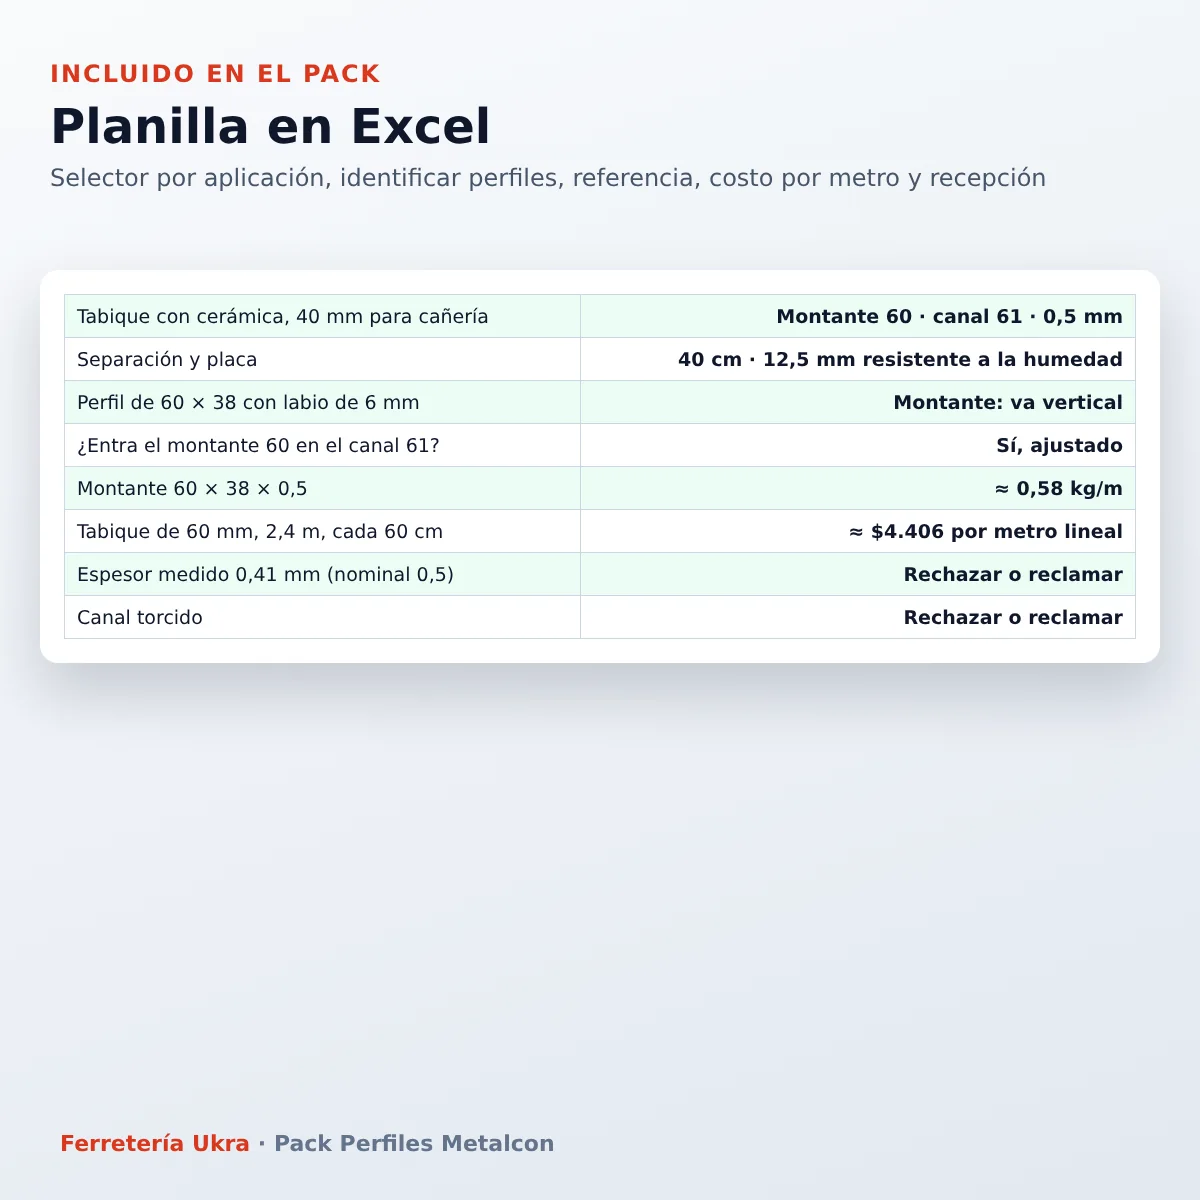 INCLUIDO EN EL PACK
Planilla en Excel
Selector por aplicación, identificar perfiles, referencia, costo por metro y recepción
Tabique con cerámica, 40 mm para cañería Montante 60 · canal 61 · 0,5 mm
Separación y placa 40 cm · 12,5 mm resistente a la humedad
Perfil de 60 × 38 con labio de 6 mm Montante: va vertical
¿Entra el montante 60 en el canal 61? Sí, ajustado
Montante 60 × 38 × 0,5 ≈ 0,58 kg/m
Tabique de 60 mm, 2,4 m, cada 60 cm ≈ $4.406 por metro lineal
Espesor medido 0,41 mm (nominal 0,5) Rechazar o reclamar
Canal torcido Rechazar o reclamar
Ferretería Ukra · Pack Perfiles Metalcon